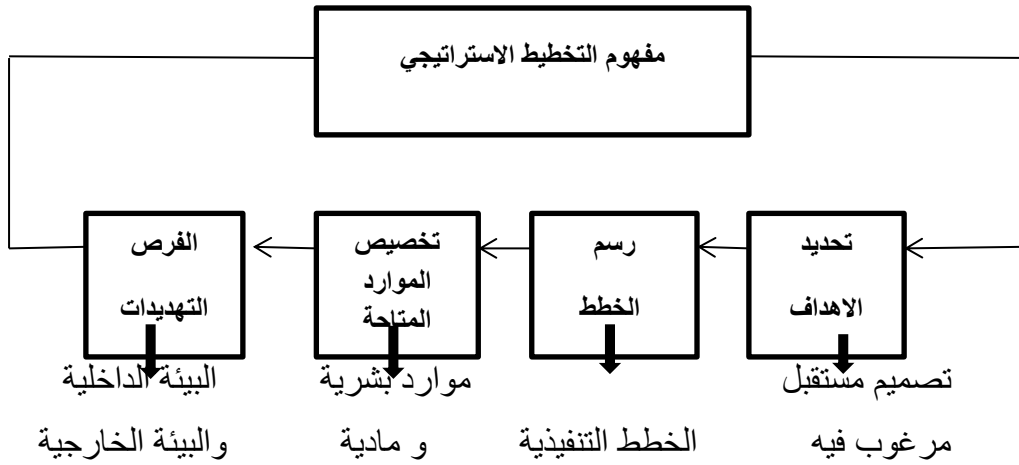 مفهوم التخطيط الاستراتيجي
تحديد
الاهداف
رسم
الخطط
تخصيص
الموارد
المتاحة
الفرص
التهديدات
تصميم مستقبل
مرغوب فيه
الخطط التنفيذية
موارد بشرية
و مادية
البيئة الداخلية
والبيئة الخارجية